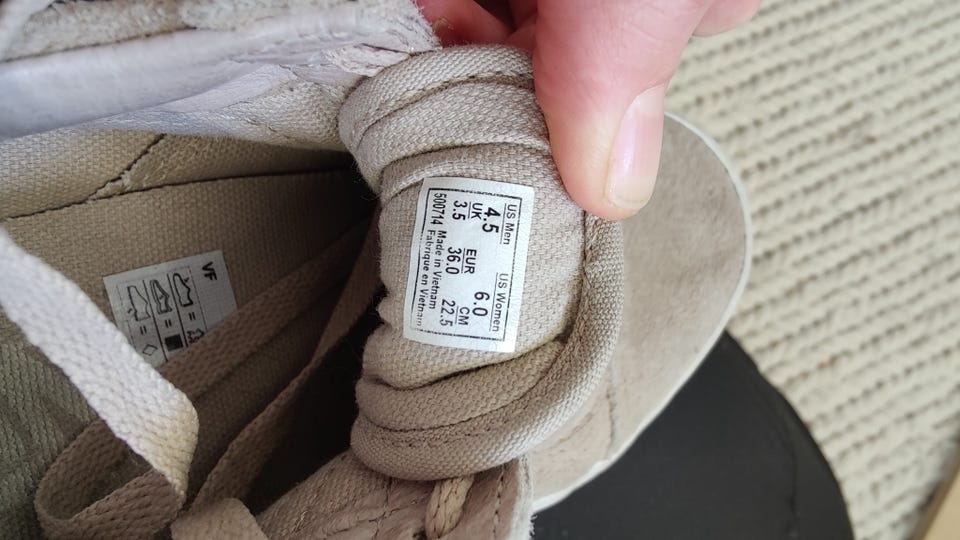 US Men US Women
4.5 6.0
UK EUR CM
3.5 36.0 22.5
500714 Made in Vietnam
Fabrique en Vietnam
VF
=
=
=